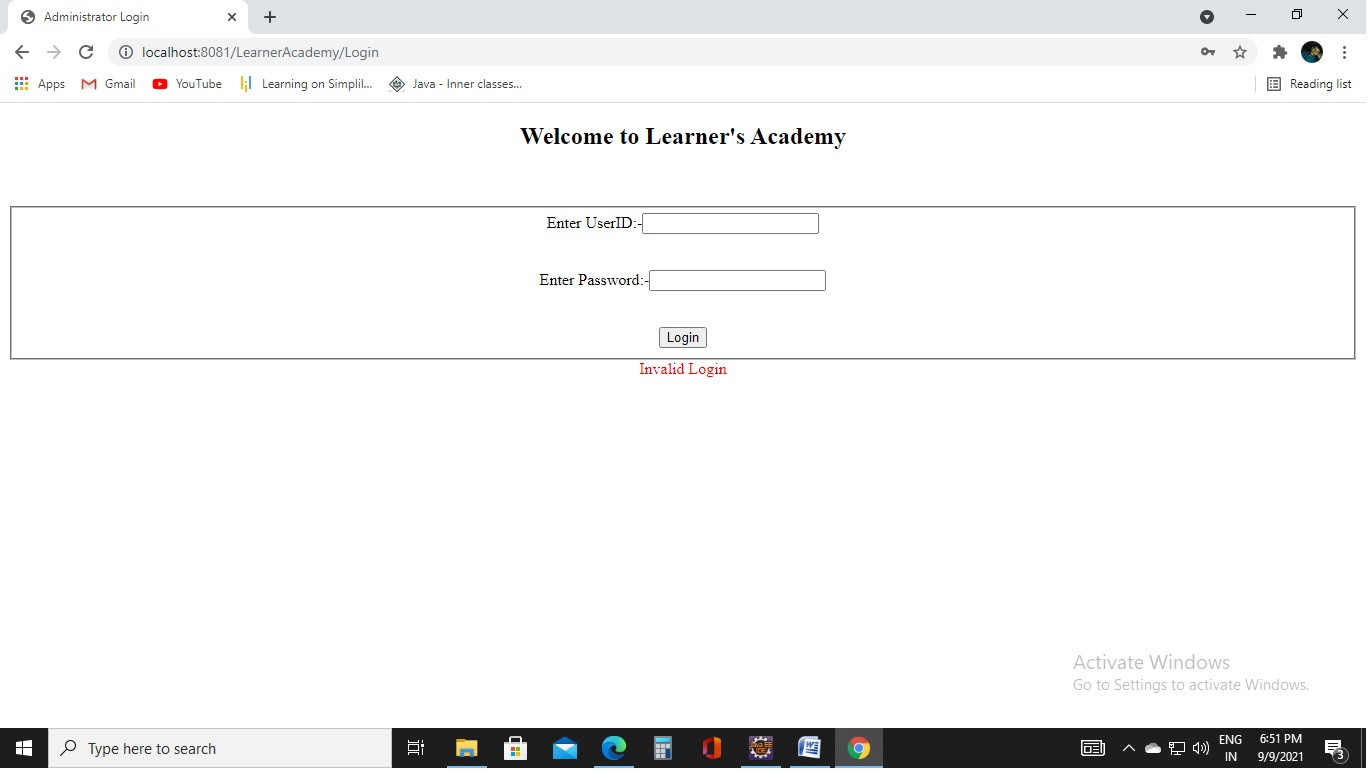 Administrator Login
localhost:8081/LearnerAcademy/Login
Apps Gmail YouTube Learning on Simplil... Java - Inner classes... Reading list
Welcome to Learner's Academy
Enter UserID:-
Enter Password:-
Login
Invalid Login
Activate Windows
Go to Settings to activate Windows.
Type here to search
ENG
IN
6:51 PM
9/9/2021
3